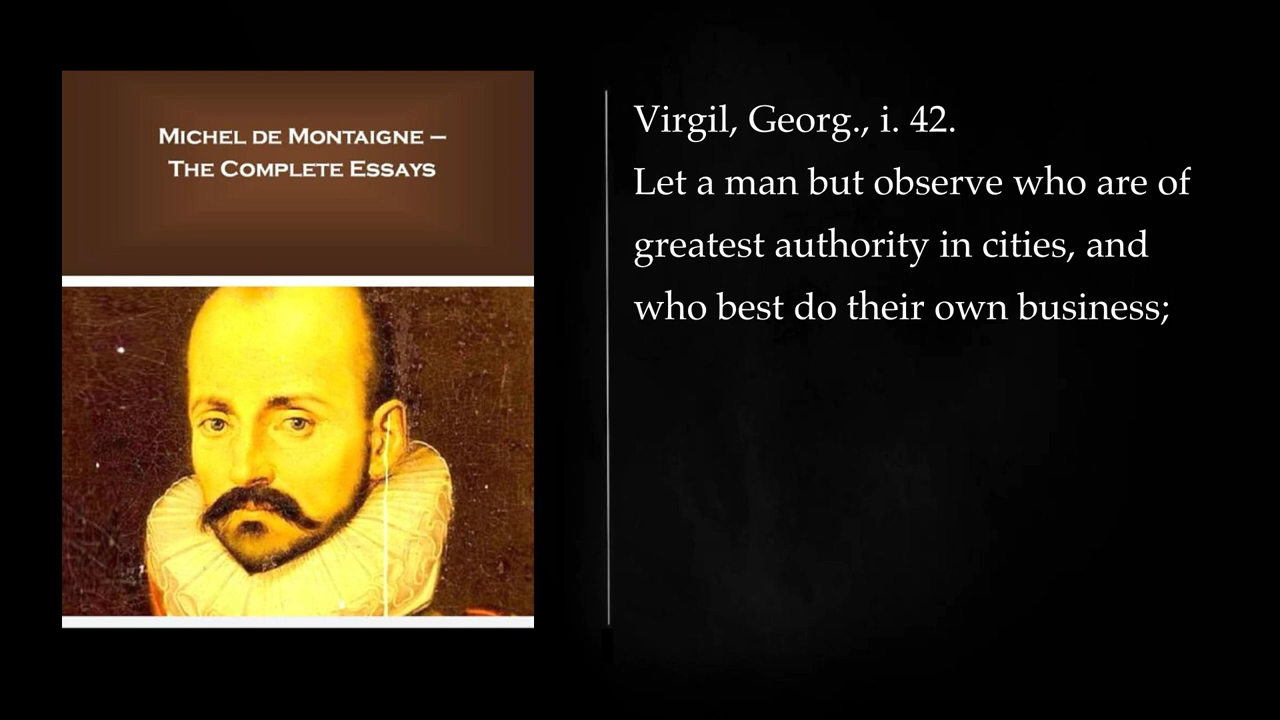 MICHEL DE MONTAIGNE –
THE COMPLETE ESSAYS
Virgil, Georg., i. 42.
Let a man but observe who are of
greatest authority in cities, and
who best do their own business;